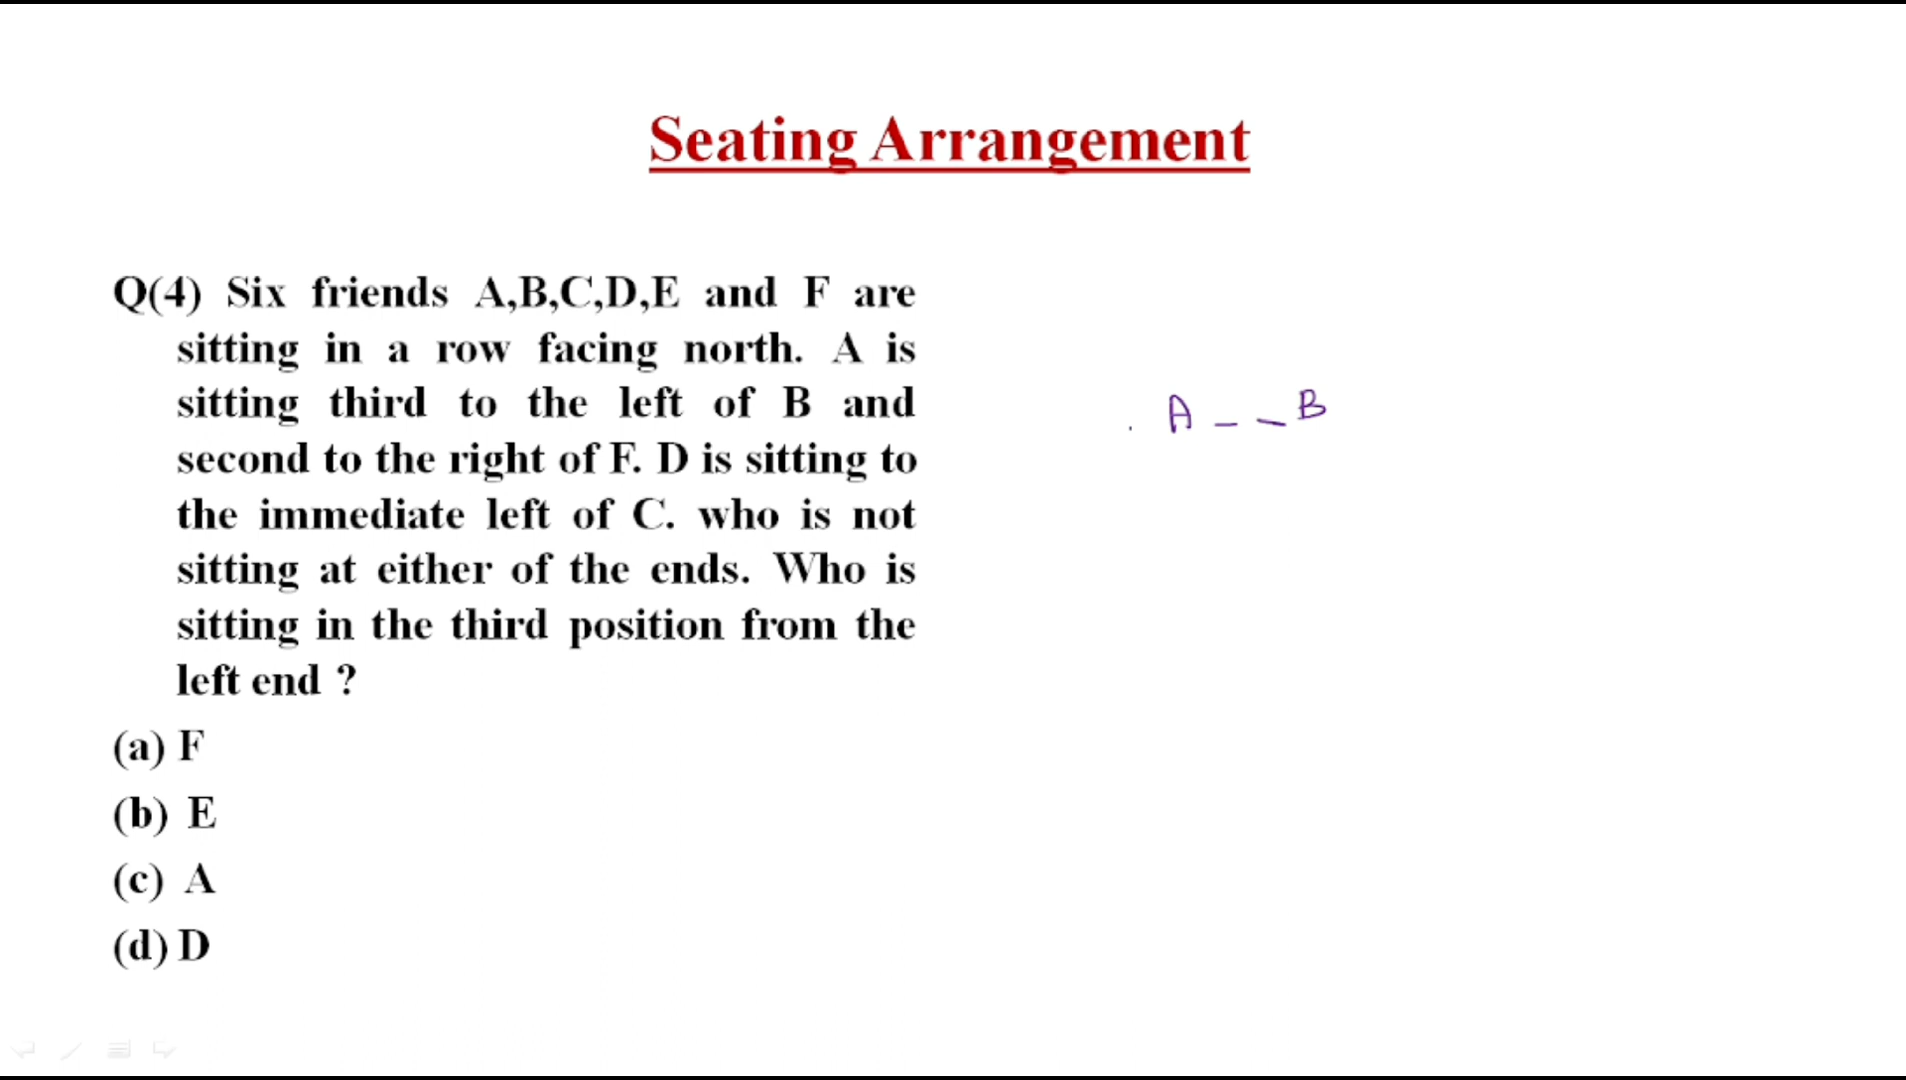 Seating Arrangement
Q(4) Six friends A,B,C,D,E and F are
sitting in a row facing north. A is
sitting third to the left of B and
second to the right of F. D is sitting to
the immediate left of C. who is not
sitting at either of the ends. Who is
sitting in the third position from the
left end ?
(a) F
(b) E
(c) A
(d) D
. A _ _ B